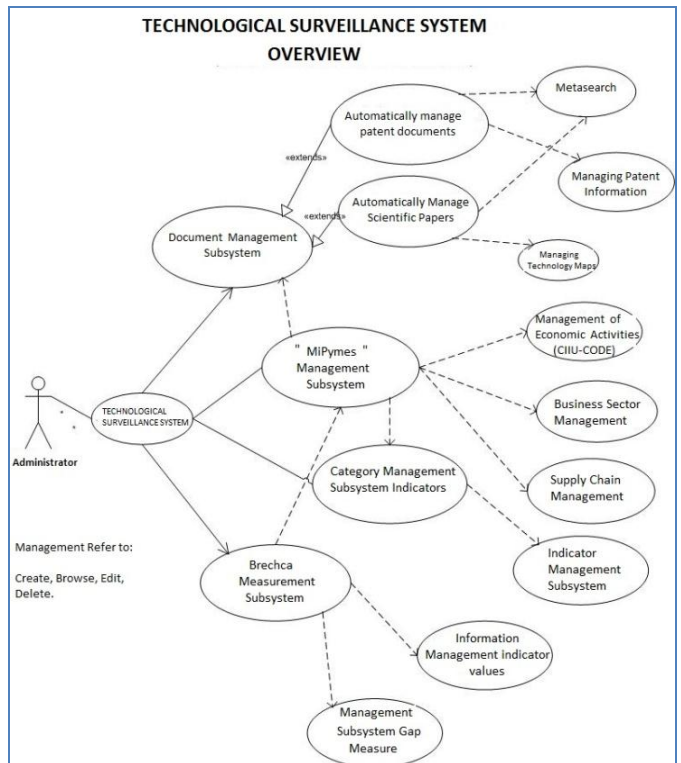 TECHNOLOGICAL SURVEILLANCE SYSTEM
OVERVIEW
Metasearch
Automatically manage
patent documents
«extends»
Managing Patent
Information
Automatically Manage
Scientific Papers
«extends»
Document Management
Subsystem
Managing
Technology Maps
Management of
Economic Activities
(CIIU-CODE)
" MiPymes "
Management
Subsystem
Business Sector
Management
TECHNOLOGICAL
SURVEILLANCE SYSTEM
Administrator
Category Management
Subsystem Indicators
Supply Chain
Management
Management Refer to:
Create, Browse, Edit,
Delete.
Brechca
Measurement
Subsystem
Indicator
Management
Subsystem
Information
Management indicator
values
Management
Subsystem Gap
Measure